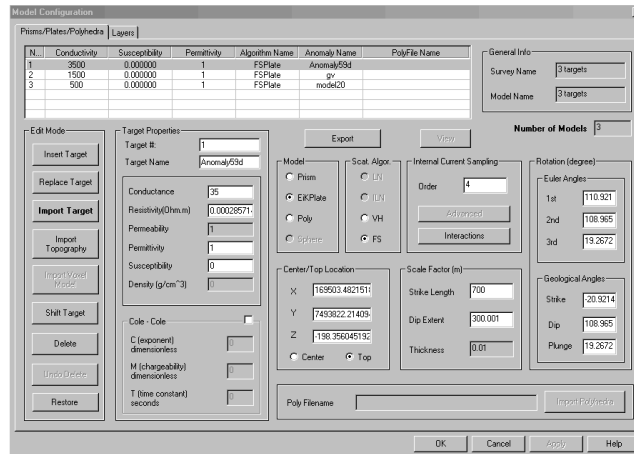 Model Configuration
Prisms/Plates/Polyhedra Layers
N... Conductivity Susceptibility Permittivity Algorithm Name Anomaly Name PolyFile Name
1 3500 0.000000 1 FSPlate Anomaly59d
2 1500 0.000000 1 FSPlate gv
3 500 0.000000 1 FSPlate model20
General Info
Survey Name 3 targets
Model Name 3 targets
Number of Models 3
Edit Mode
Insert Target
Replace Target
Import Target
Import Topography
Import Voxel Model
Shift Target
Delete
Undo Delete
Restore
Target Properties
Target #: 1
Target Name Anomaly59d
Conductance 35
Resistivity(Ohm.m) 0.00028571
Permeability 1
Permittivity 1
Susceptibility 0
Density (g/cm^3) 0
Cole - Cole
C (exponent) dimensionless 0
M (chargeability) dimensionless 0
T (time constant) seconds 0
Export
View
Model
Prism
EiKPlate
Poly
Sphere
Scat. Algor.
LN
ILN
VH
FS
Internal Current Sampling
Order 4
Advanced
Interactions
Rotation (degree)
Euler Angles
1st 110.921
2nd 108.965
3rd 19.2672
Center/Top Location
X 169503.4821518
Y 7493822.21409
Z -198.356045192
Center Top
Scale Factor (m)
Strike Length 700
Dip Extent 300.001
Thickness 0.01
Geological Angles
Strike -20.9214
Dip 108.965
Plunge 19.2672
Poly Filename
Import Polyhedra
OK Cancel Apply Help